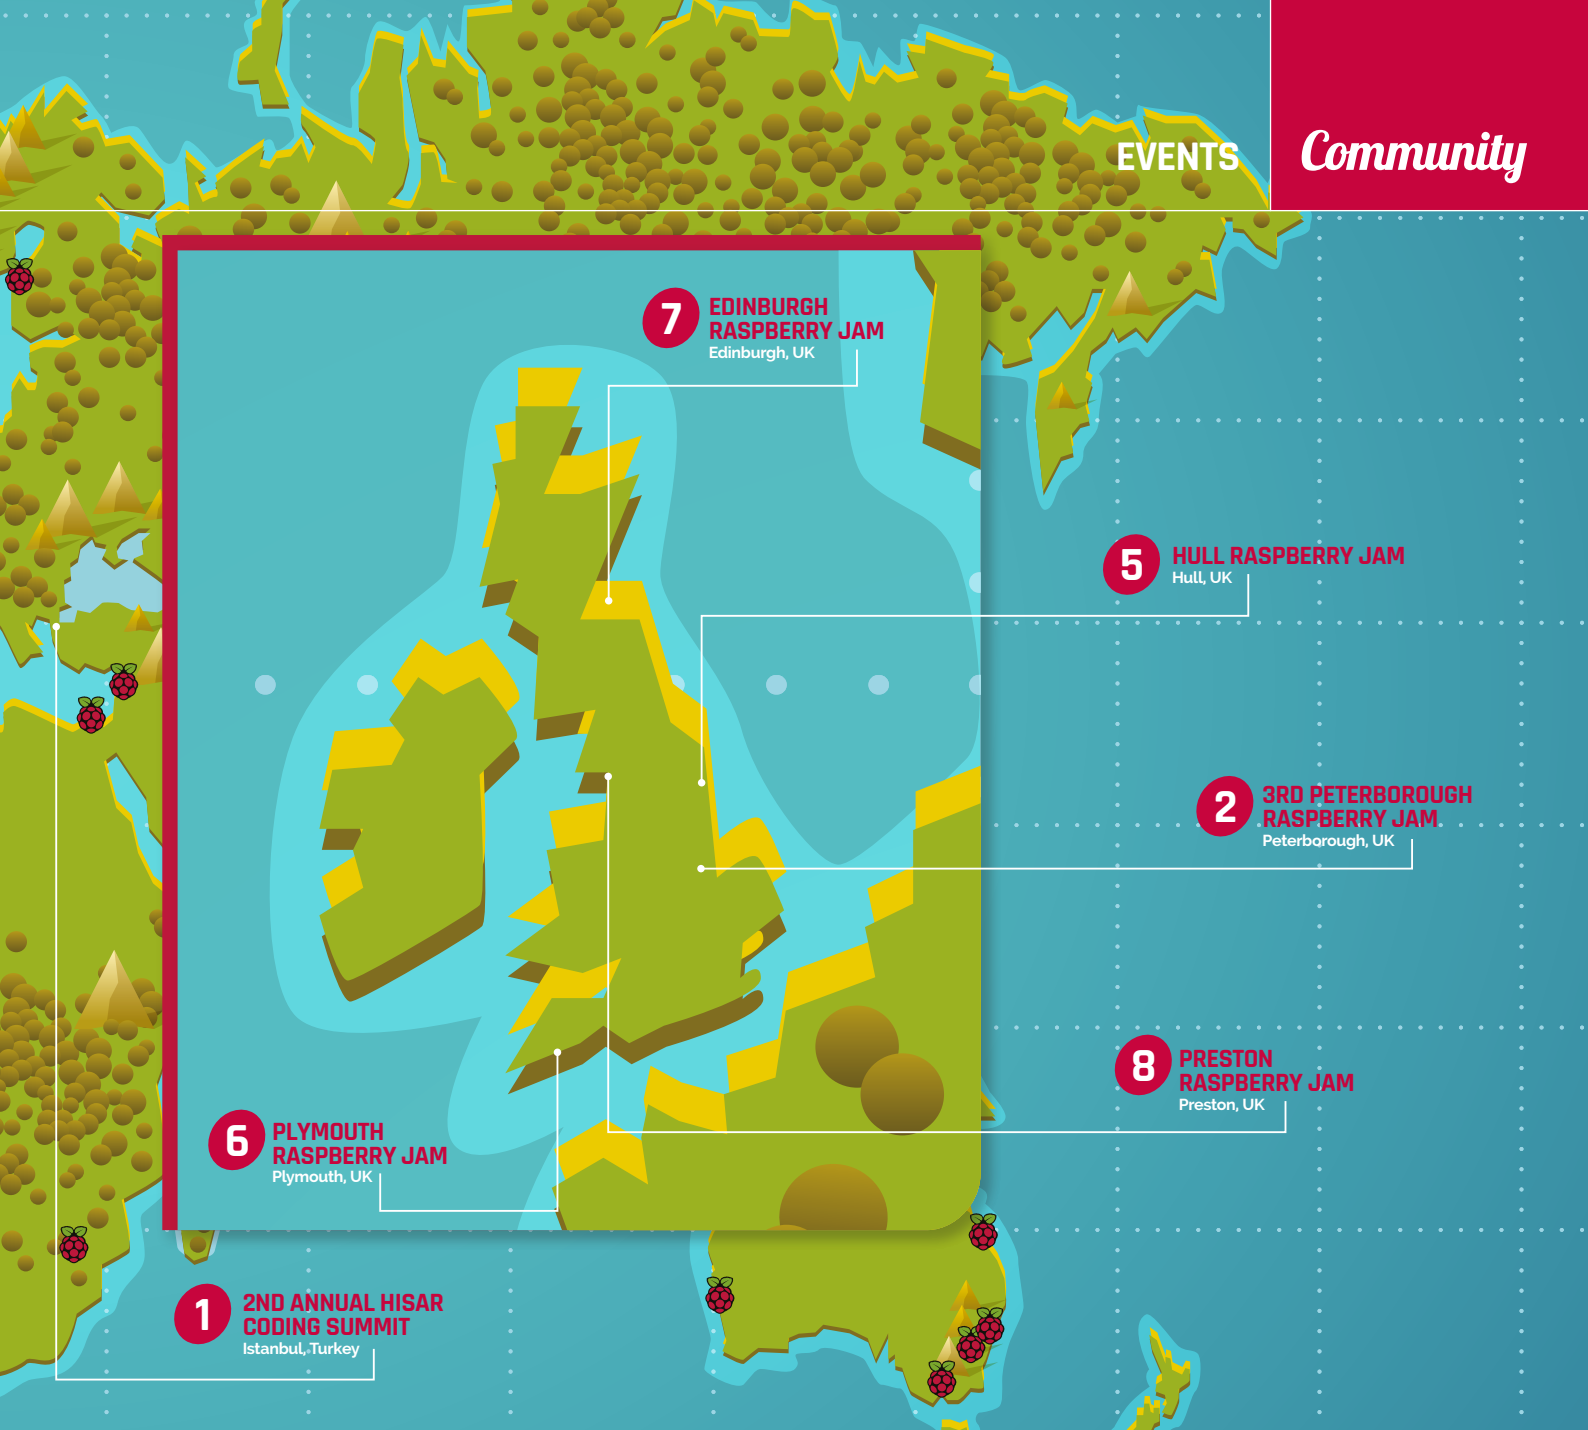 EVENTS
Community
7
EDINBURGH
RASPBERRY JAM
Edinburgh, UK
5
HULL RASPBERRY JAM
Hull, UK
2
3RD PETERBOROUGH
RASPBERRY JAM
Peterborough, UK
8
PRESTON
RASPBERRY JAM
Preston, UK
6
PLYMOUTH
RASPBERRY JAM
Plymouth, UK
1
2ND ANNUAL HISAR
CODING SUMMIT
Istanbul, Turkey